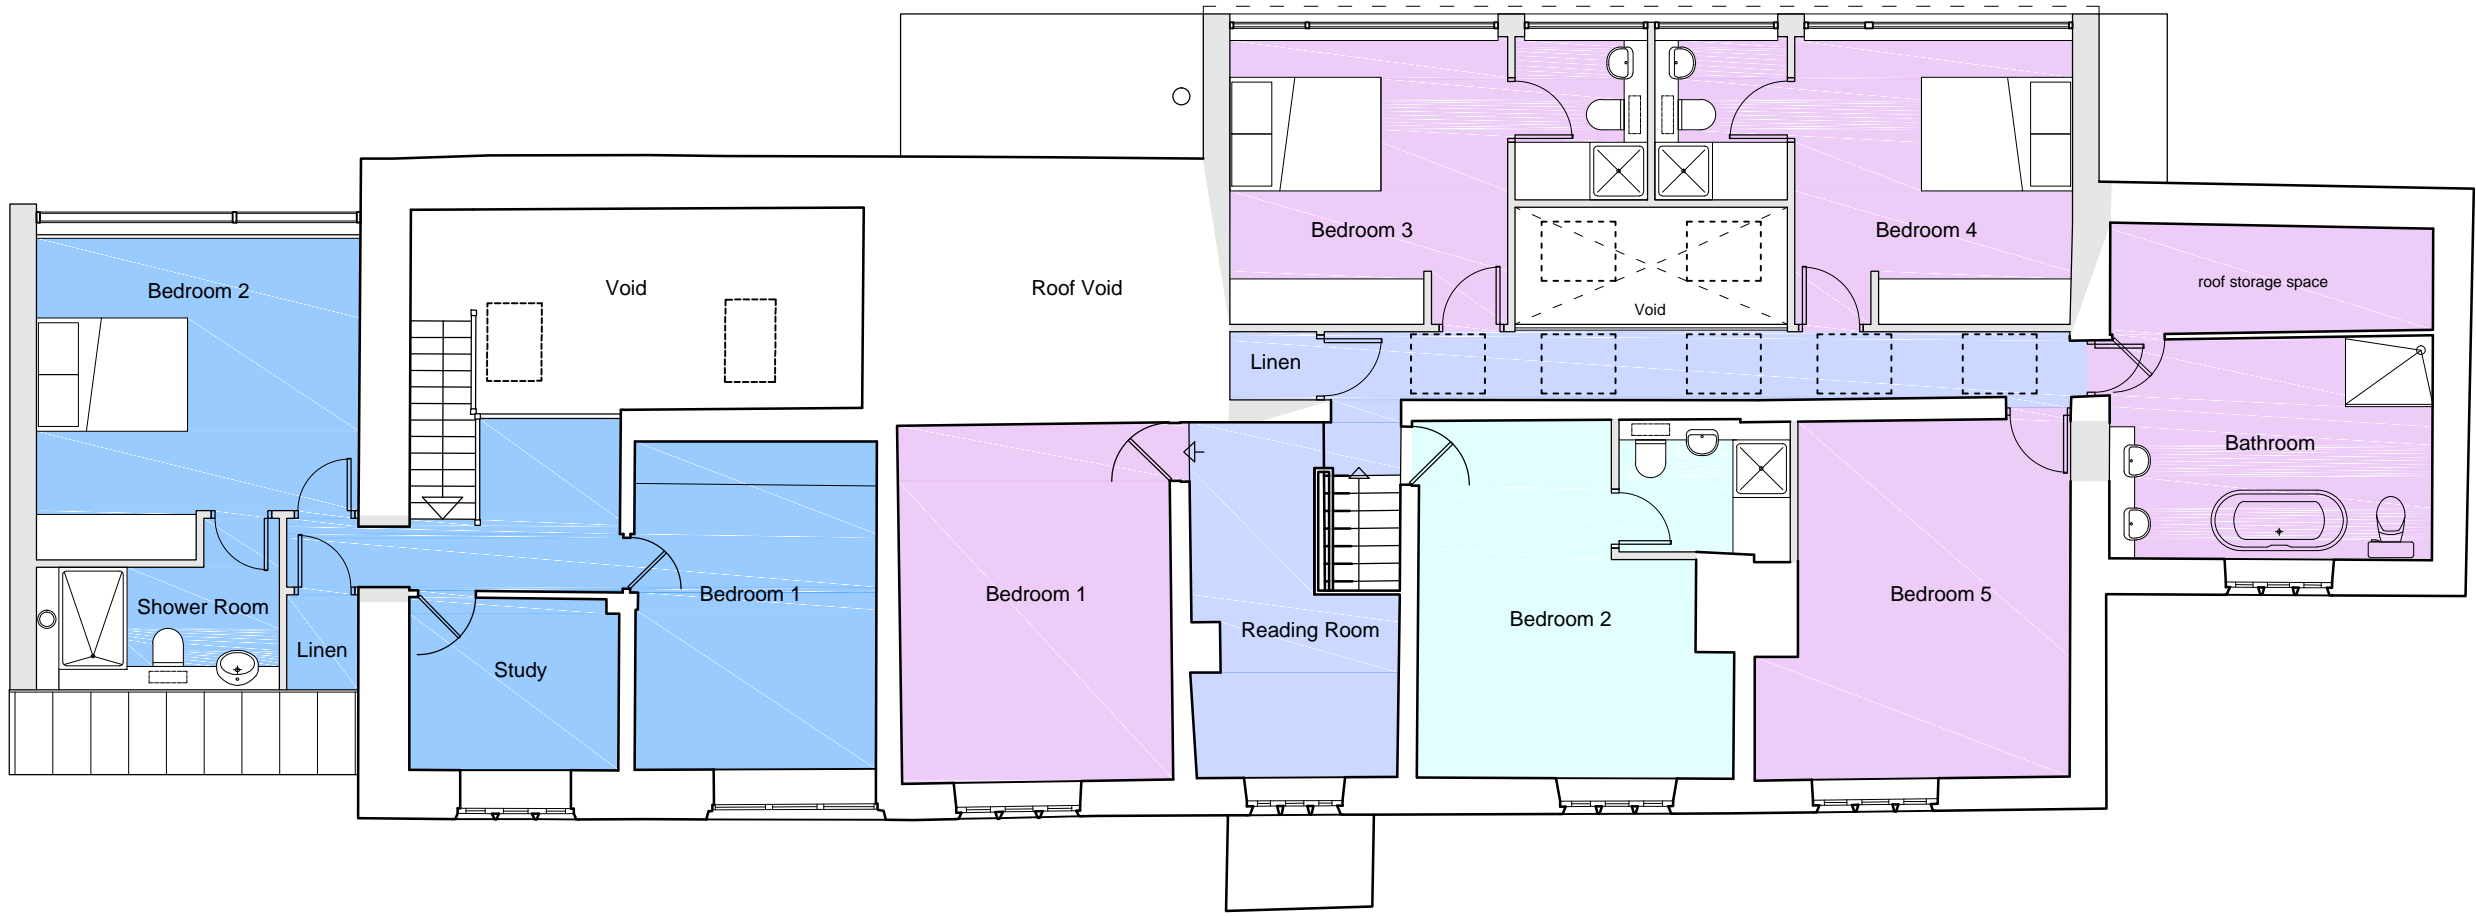 Bedroom 3
Bedroom 4
Void
Bedroom 2
Void
Roof Void
roof storage space
Linen
Bathroom
Bedroom 1
Bedroom 1
Bedroom 5
Shower Room
Bedroom 2
Reading Room
Linen
Study